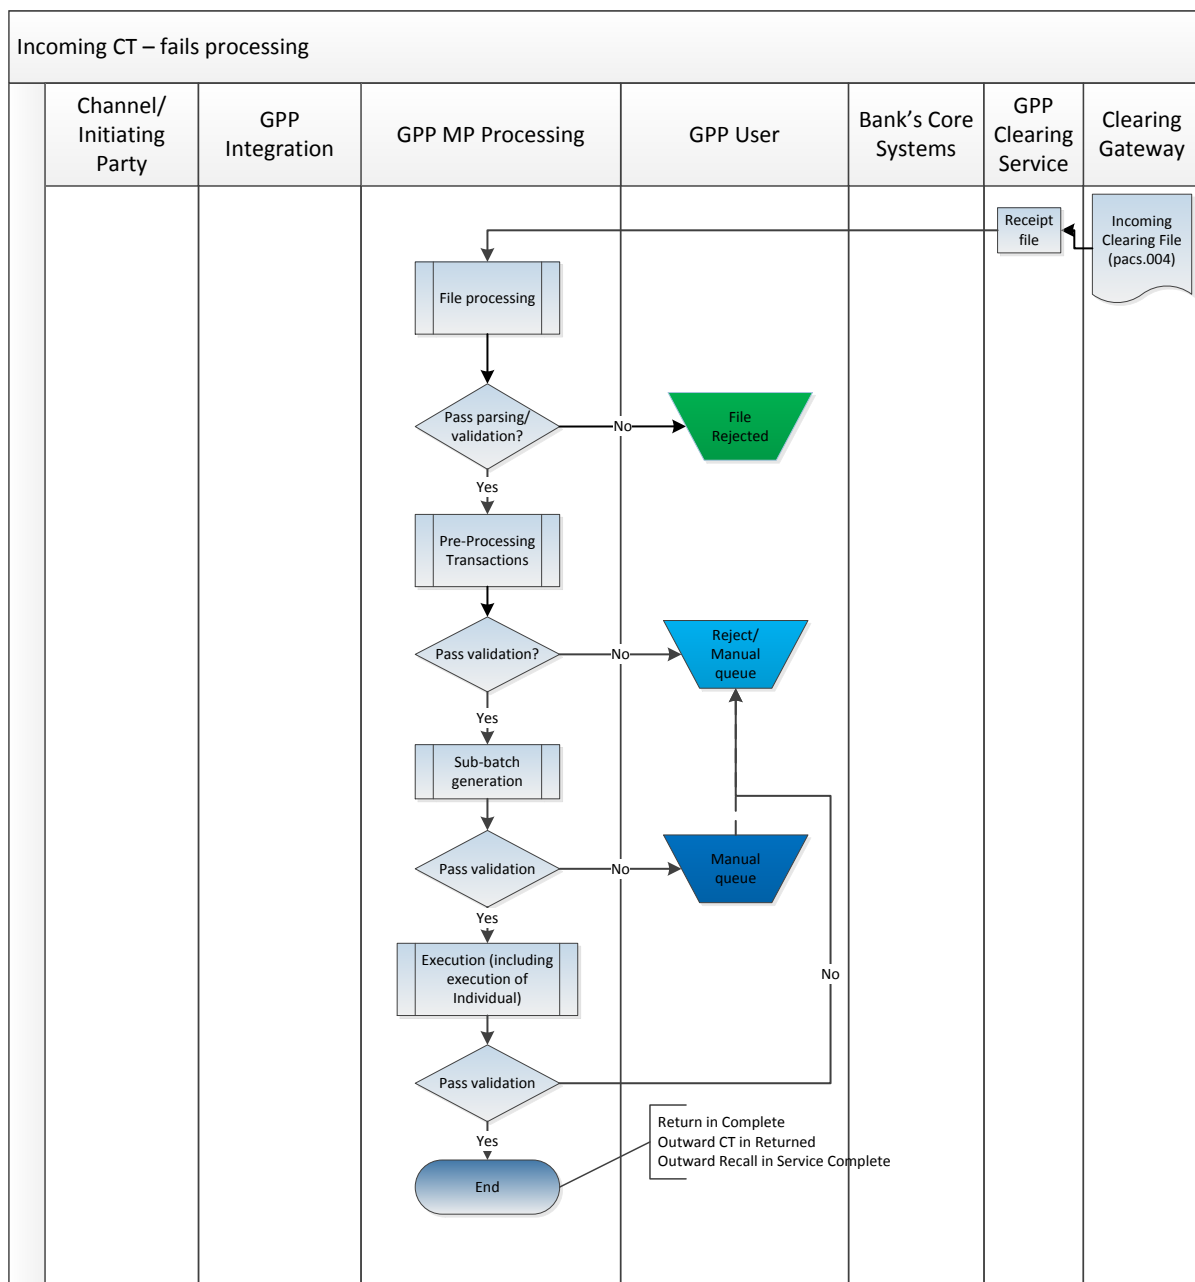 Incoming CT – fails processing
Channel/
Initiating
Party
GPP
Integration
GPP MP Processing
GPP User
Bank's Core
Systems
GPP
Clearing
Service
Clearing
Gateway
Receipt
file
Incoming
Clearing File
(pacs.004)
File processing
Pass parsing/
validation?
No
File
Rejected
Yes
Pre-Processing
Transactions
Pass validation?
No
Reject/
Manual
queue
Yes
Sub-batch
generation
Pass validation
No
Manual
queue
Yes
Execution (including
execution of
Individual)
No
Pass validation
Yes
Return in Complete
Outward CT in Returned
Outward Recall in Service Complete
End